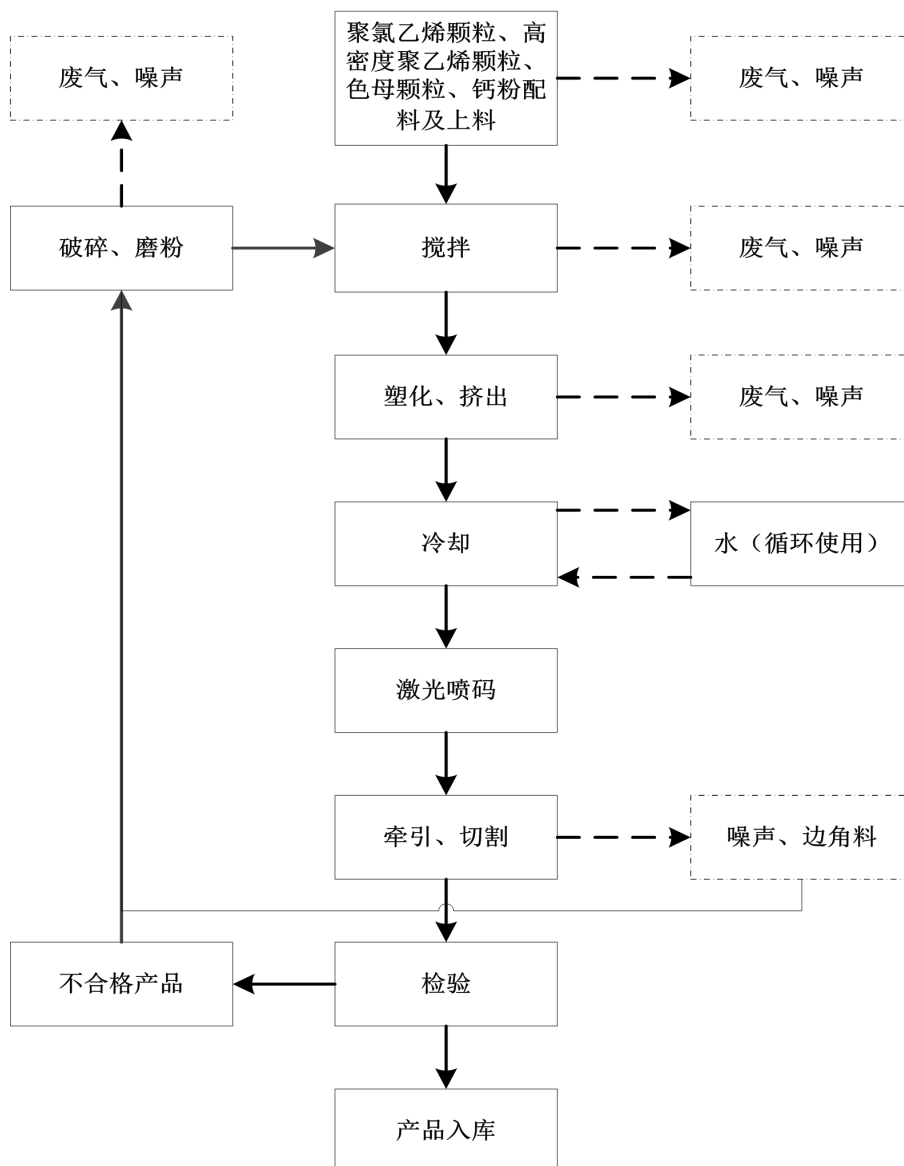 聚氯乙烯颗粒、高
密度聚乙烯颗粒、
色母颗粒、钙粉配
料及上料
废气、噪声
废气、噪声
破碎、磨粉
搅拌
废气、噪声
塑化、挤出
废气、噪声
冷却
水（循环使用）
激光喷码
牵引、切割
噪声、边角料
不合格产品
检验
产品入库